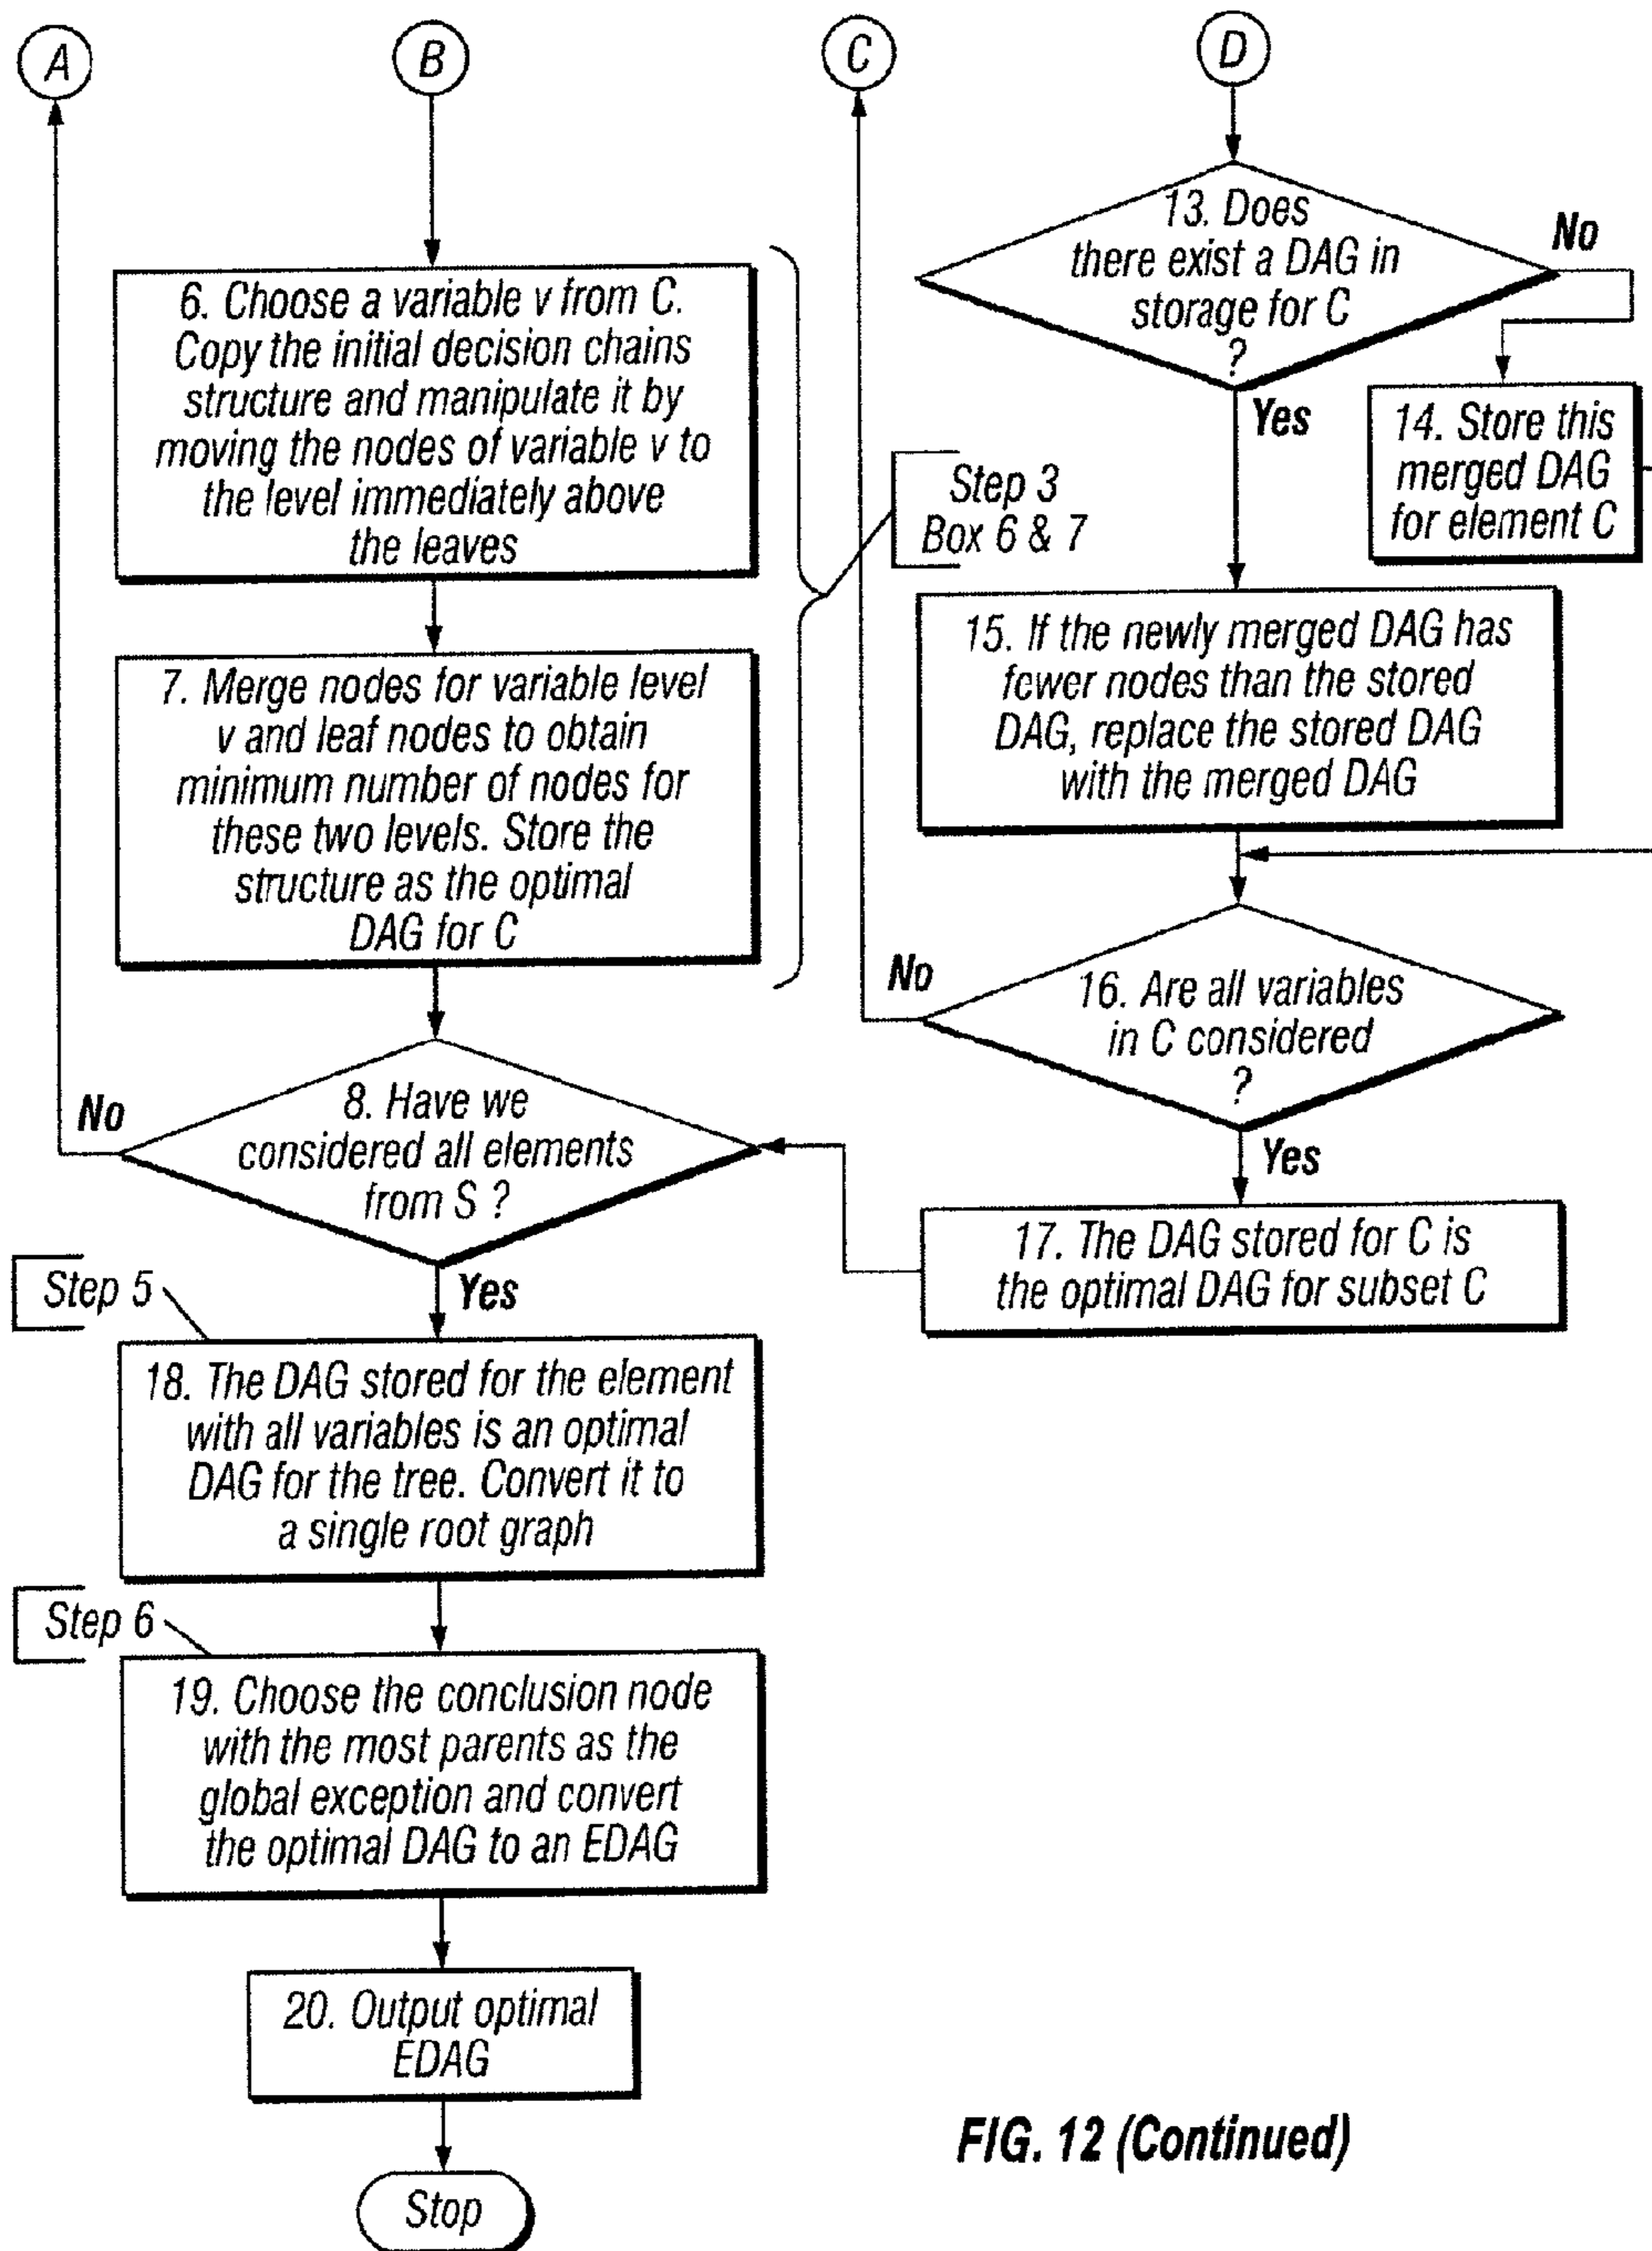 A
B
C
D
6. Choose a variable v from C.
Copy the initial decision chains
structure and manipulate it by
moving the nodes of variable v to
the level immediately above
the leaves
7. Merge nodes for variable level
v and leaf nodes to obtain
minimum number of nodes for
these two levels. Store the
structure as the optimal
DAG for C
Step 3
Box 6 & 7
8. Have we
considered all elements
from S ?
No
Yes
Step 5
18. The DAG stored for the element
with all variables is an optimal
DAG for the tree. Convert it to
a single root graph
Step 6
19. Choose the conclusion node
with the most parents as the
global exception and convert
the optimal DAG to an EDAG
20. Output optimal
EDAG
Stop
13. Does
there exist a DAG in
storage for C
?
No
Yes
14. Store this
merged DAG
for element C
15. If the newly merged DAG has
fewer nodes than the stored
DAG, replace the stored DAG
with the merged DAG
16. Are all variables
in C considered
?
No
Yes
17. The DAG stored for C is
the optimal DAG for subset C
FIG. 12 (Continued)